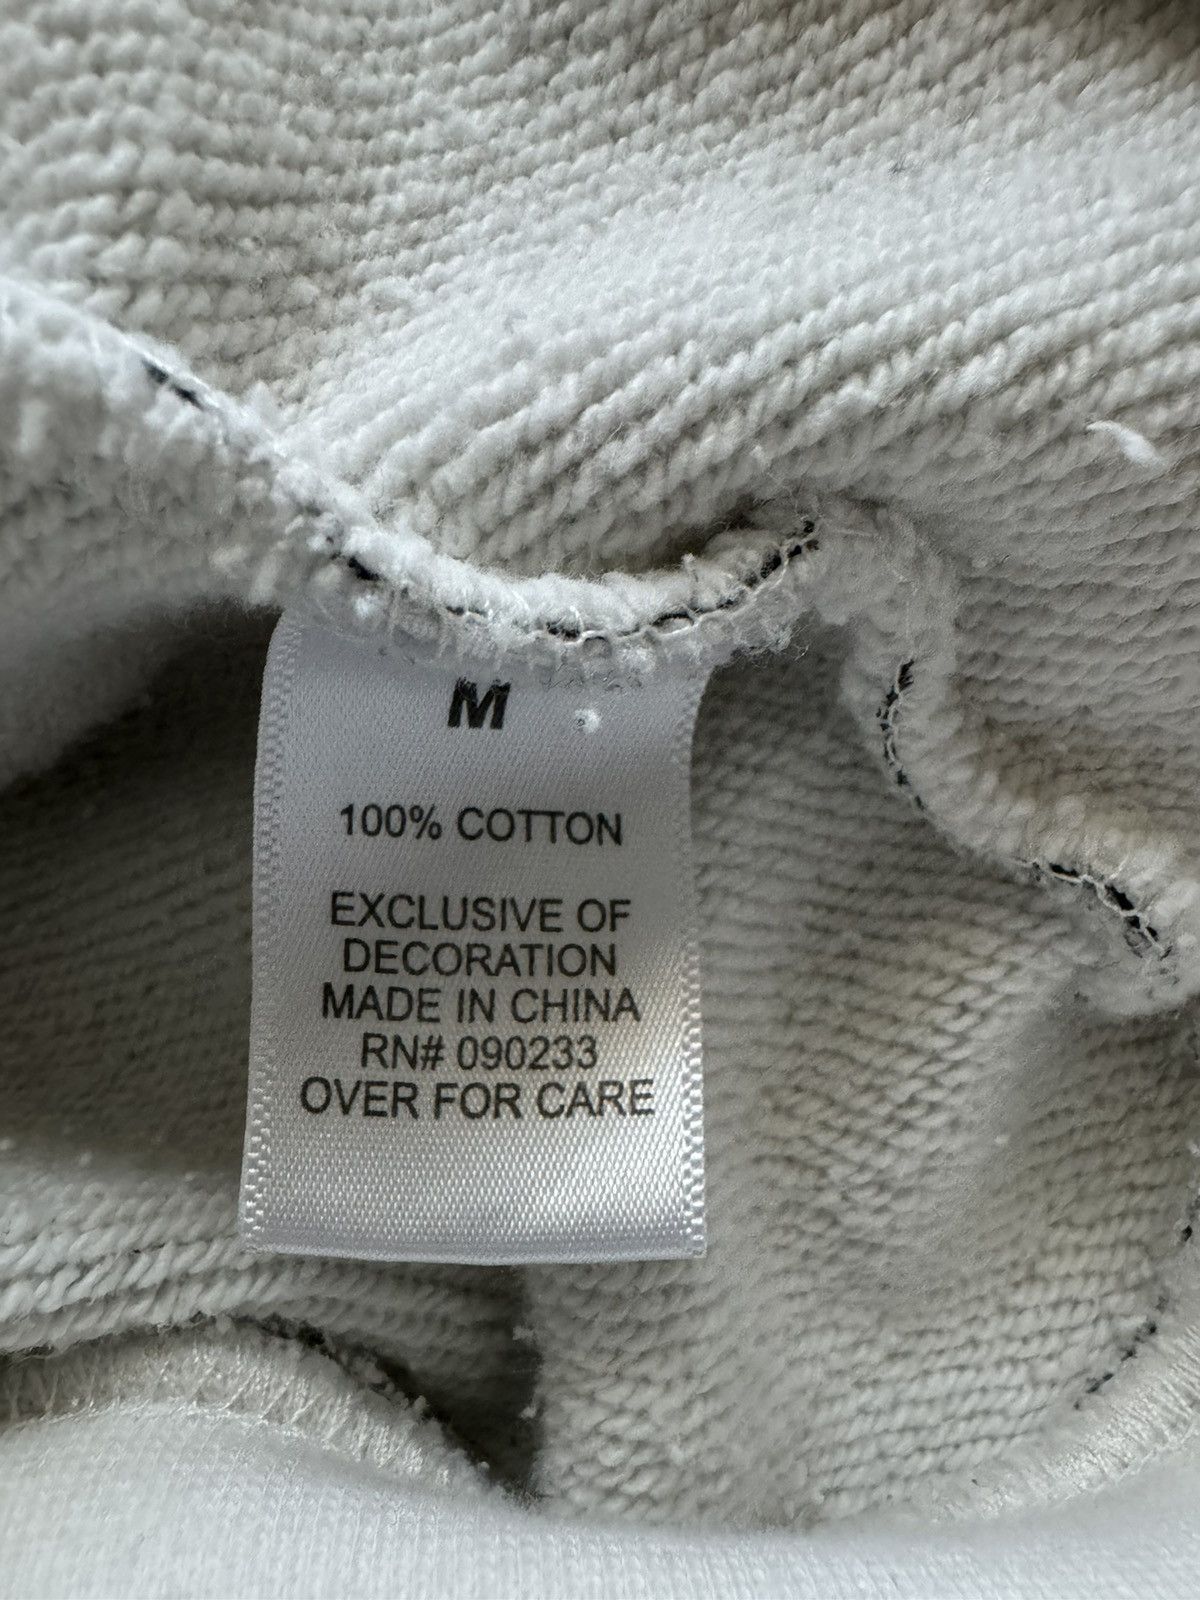 M
100% COTTON
EXCLUSIVE OF
DECORATION
MADE IN CHINA
RN# 090233
OVER FOR CARE